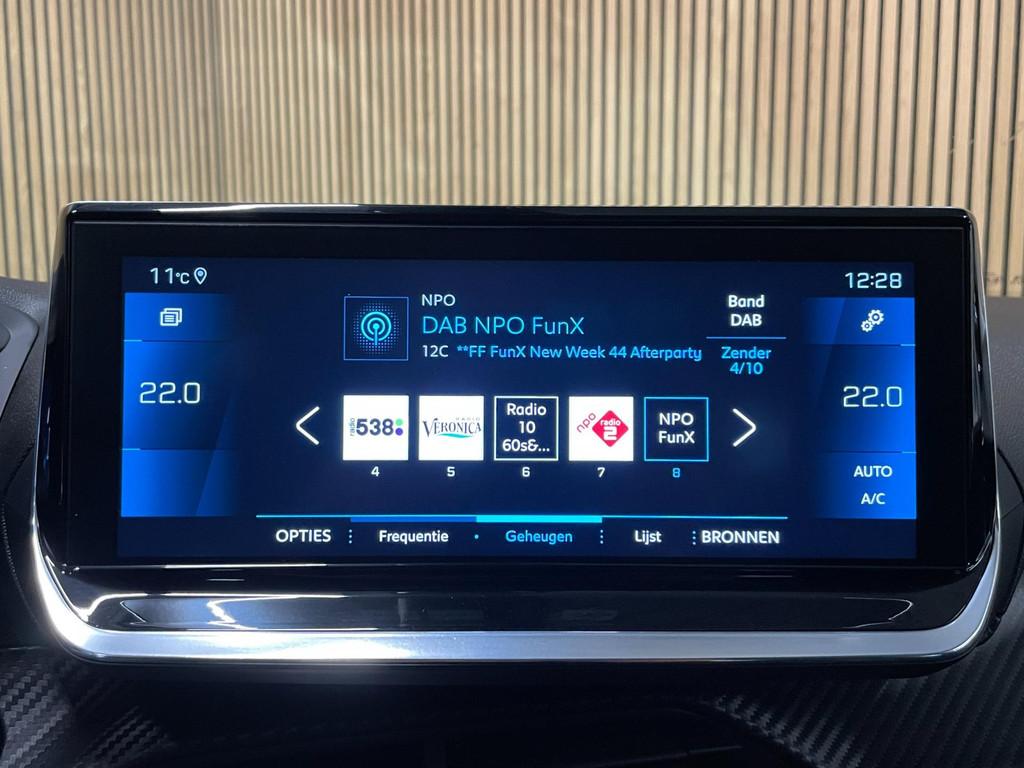 11°C
12:28
NPO
DAB NPO FunX
12C **FF FunX New Week 44 Afterparty
Band
DAB
Zender
4/10
22.0
22.0
radio 538
RADIO
VERONICA
Radio
10
60s&...
npo radio
2
NPO
FunX
4
5
6
7
8
AUTO
A/C
OPTIES
Frequentie
Geheugen
Lijst
BRONNEN